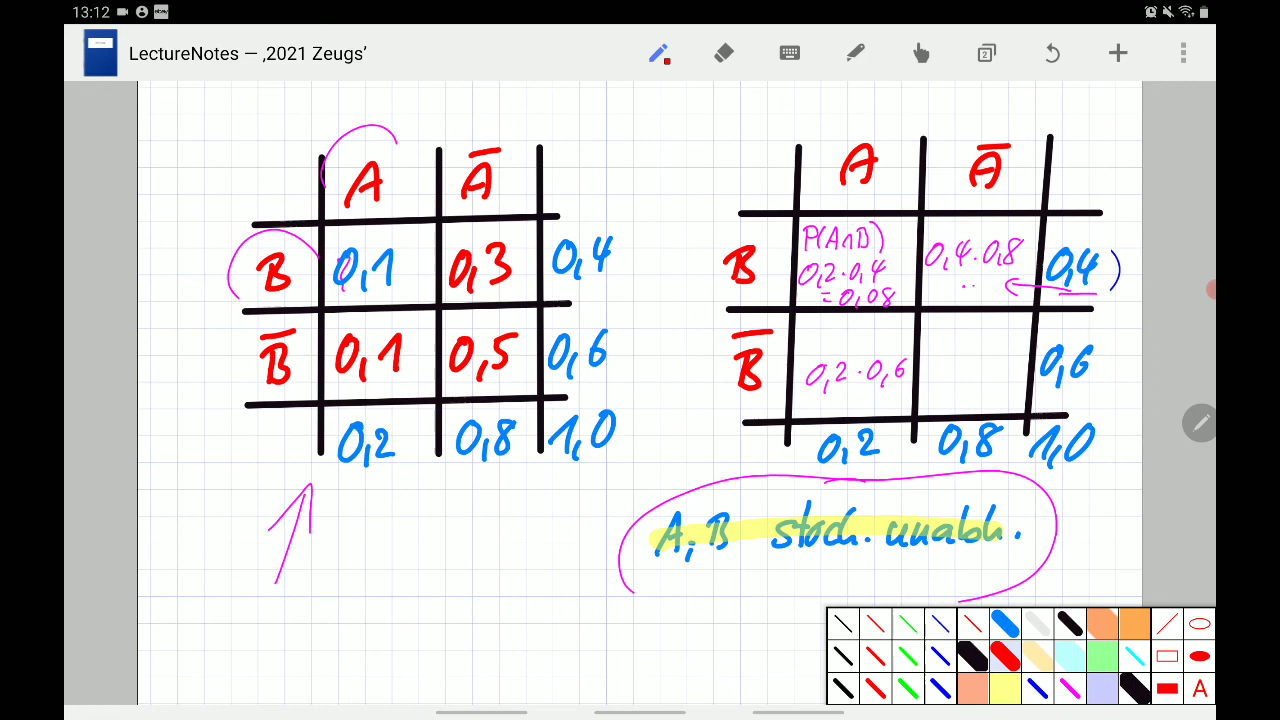 13:12
ebay
LectureNotes — ‚2021 Zeugs’
2
A A̅
B 0,1 0,3 0,4
B̅ 0,1 0,5 0,6
0,2 0,8 1,0
A A̅
B P(A∩B) 0,4·0,8 0,4
0,2·0,4
=0,08
B̅ 0,2·0,6 0,6
0,2 0,8 1,0
A, B stoch. unabh.
A